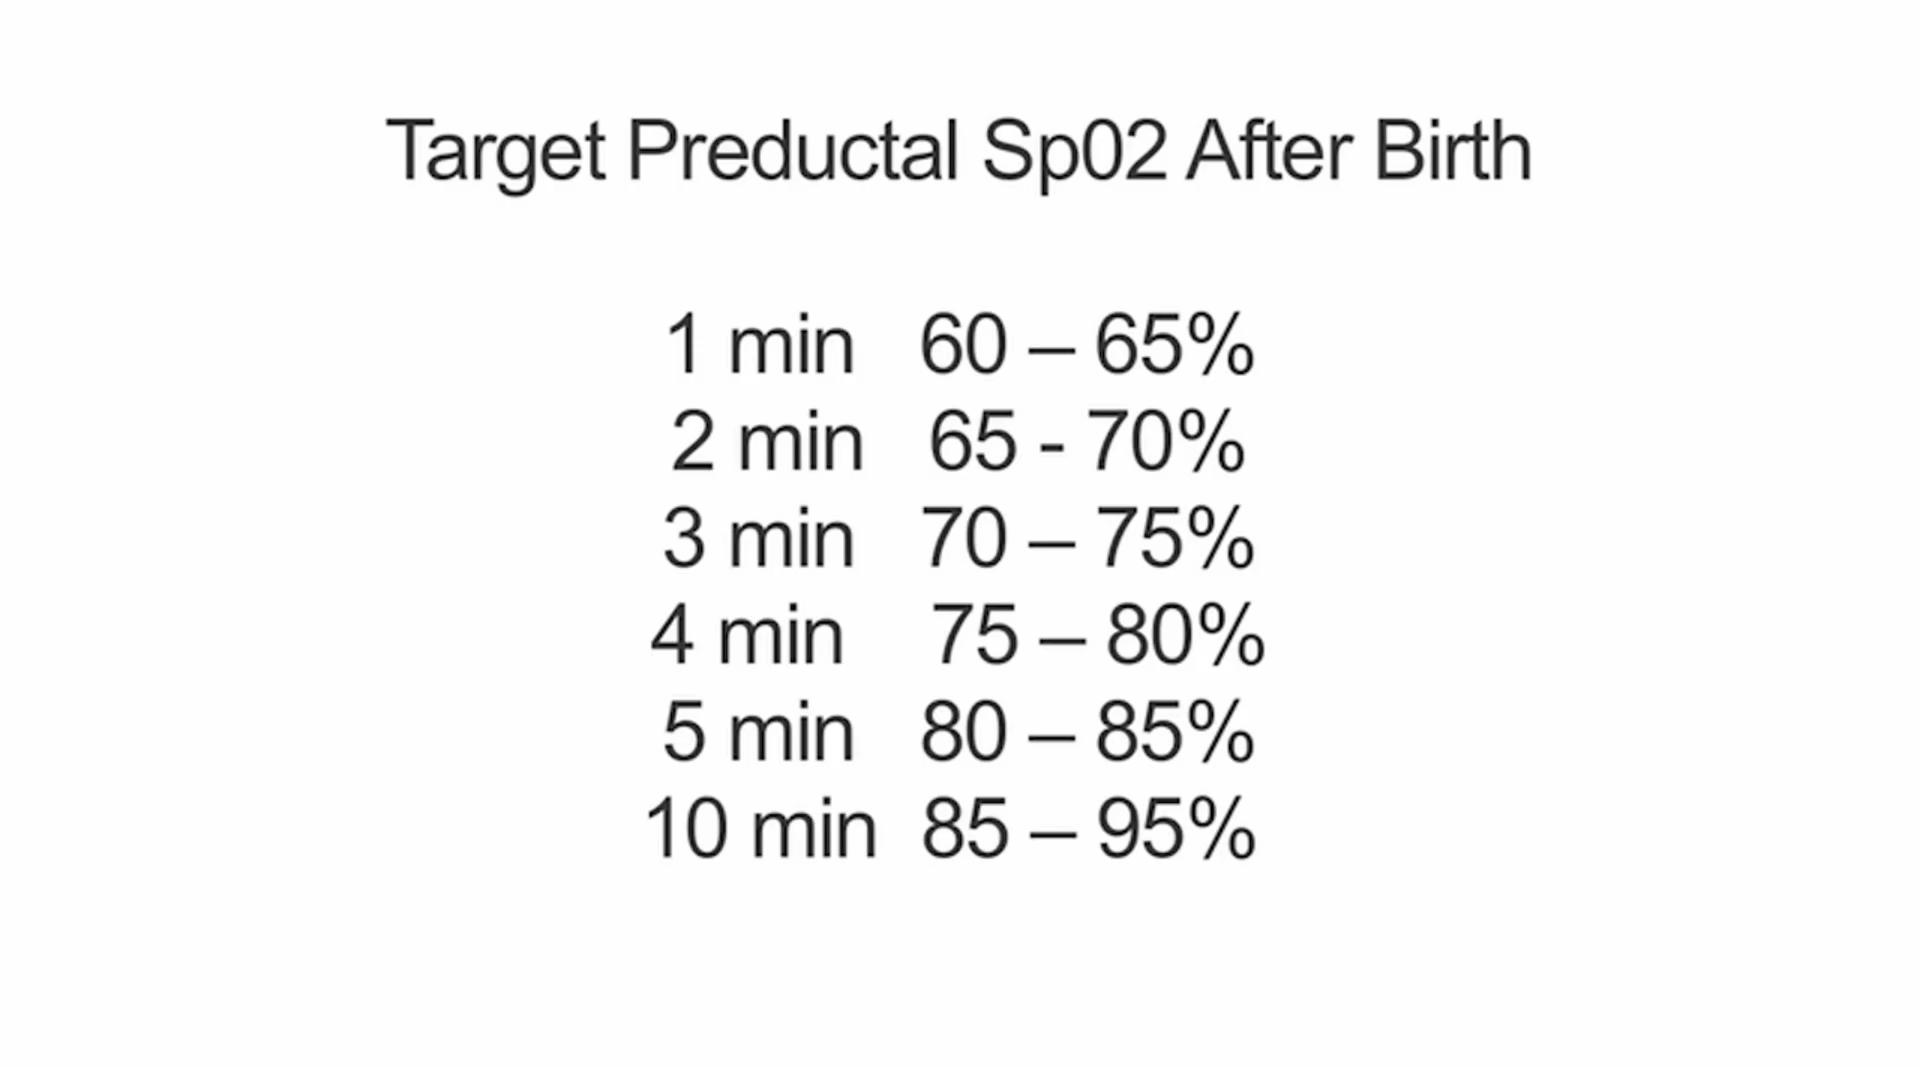 Target Preductal Sp02 After Birth
1 min 60 – 65%
2 min 65 - 70%
3 min 70 – 75%
4 min 75 – 80%
5 min 80 – 85%
10 min 85 – 95%